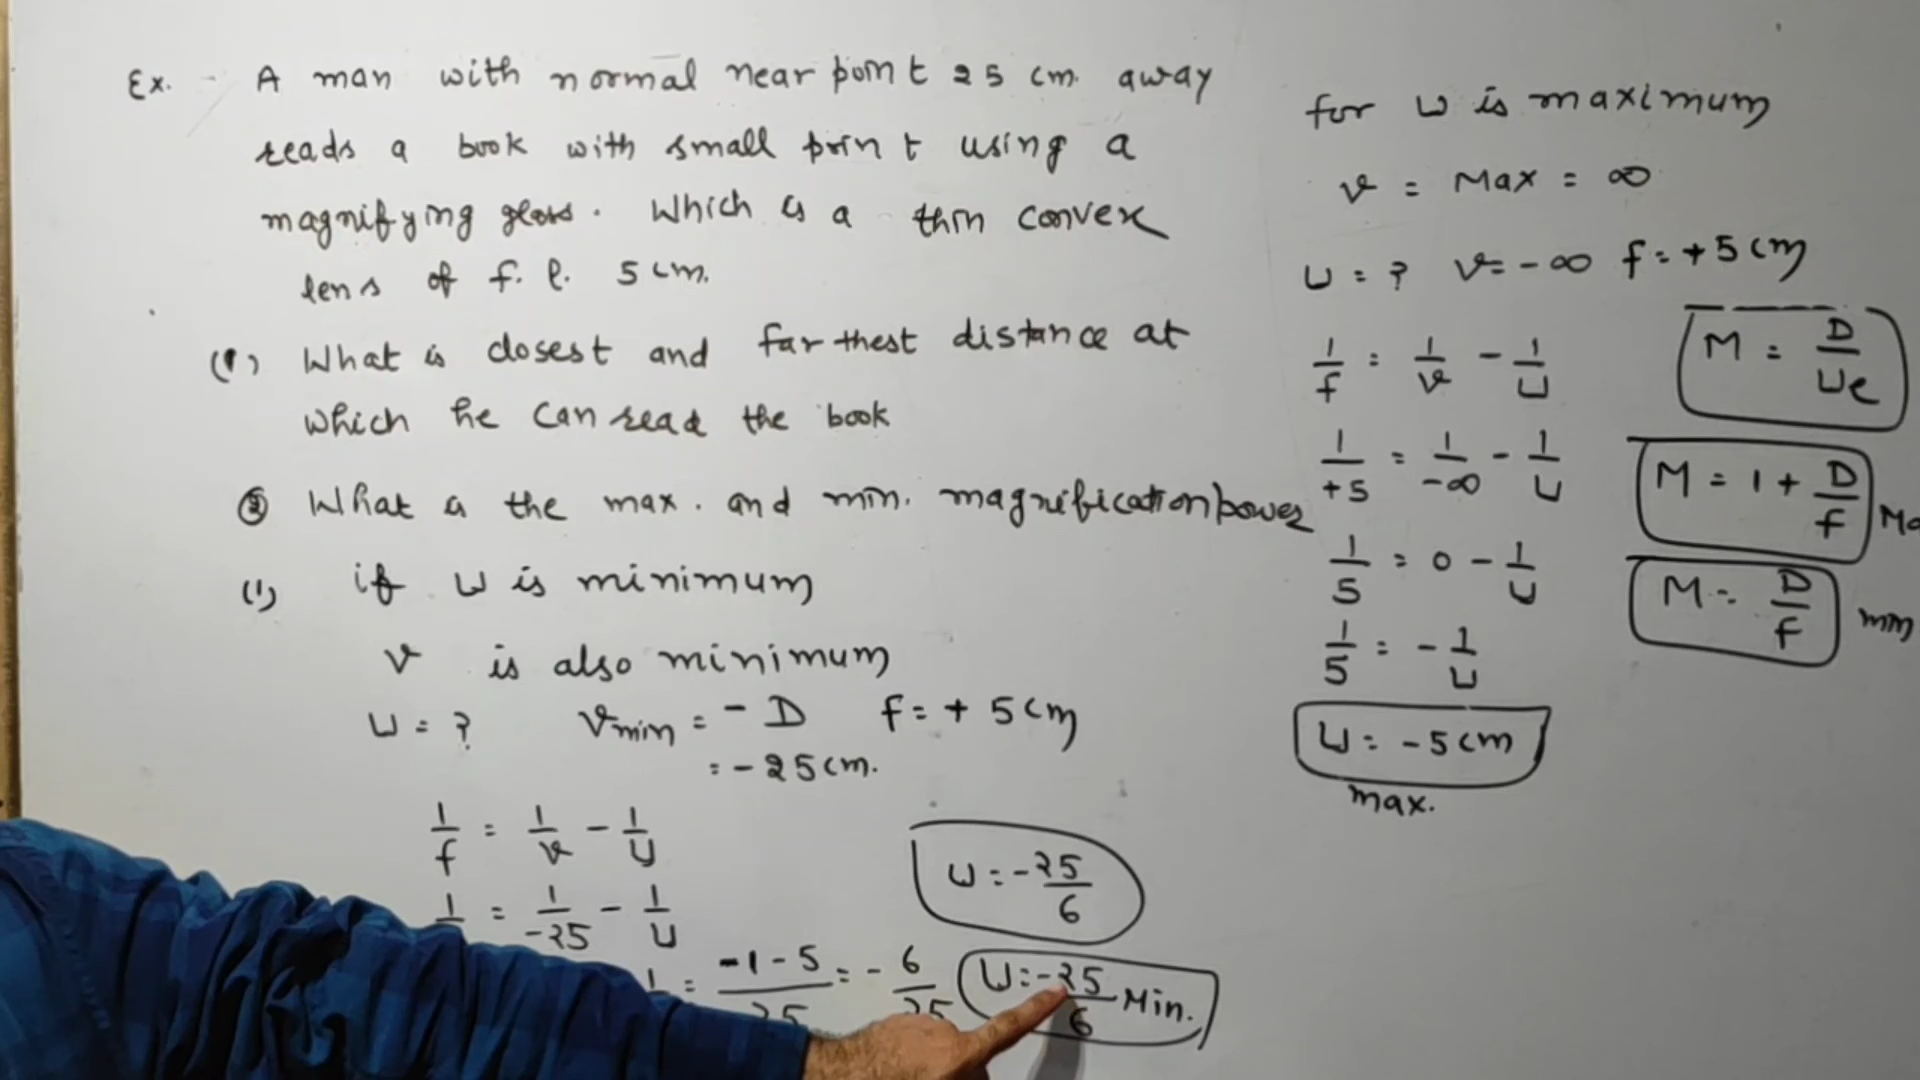 Ex. - A man with normal near point 25 cm. away
reads a book with small print using a
magnifying glass. Which is a thin convex
lens of f. l. 5 cm.
(1) What is closest and farthest distance at
which he can read the book
② What is the max. and min. magnification/power
(1) if u is minimum
v is also minimum
u = ? vmin = - D f = + 5 cm
= - 25 cm.
1/f = 1/v - 1/u
= 1/-25 - 1/u
= -1-5/25 = - 6/25
u = -25/6
u = -25/6 Min.
for u is maximum
v = Max = ∞
u = ? v = - ∞ f = + 5 cm
1/f = 1/v - 1/u
1/+5 = 1/-∞ - 1/u
1/5 = 0 - 1/u
1/5 = - 1/u
u = - 5 cm
max.
M = D/ue
M = 1 + D/f
M = D/f min